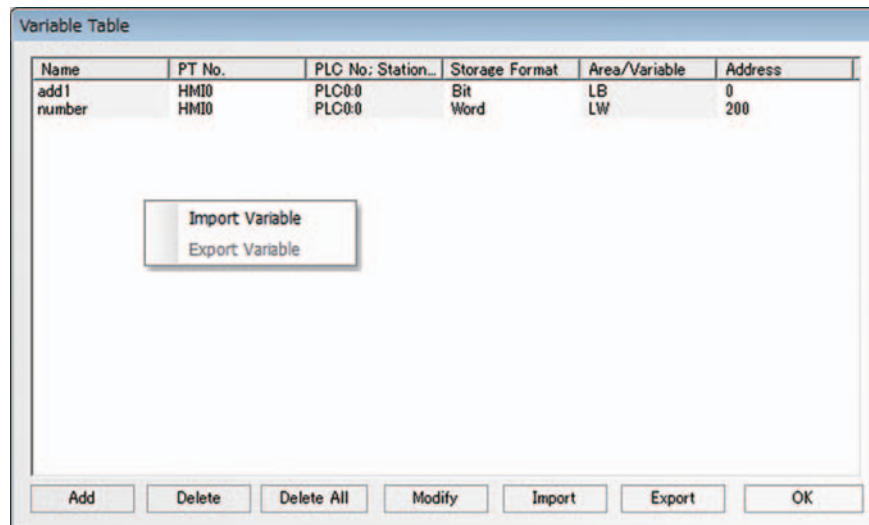 Variable Table
Name PT No. PLC No; Station... Storage Format Area/Variable Address
add1 HMI0 PLC0:0 Bit LB 0
number HMI0 PLC0:0 Word LW 200
Import Variable
Export Variable
Add Delete Delete All Modify Import Export OK